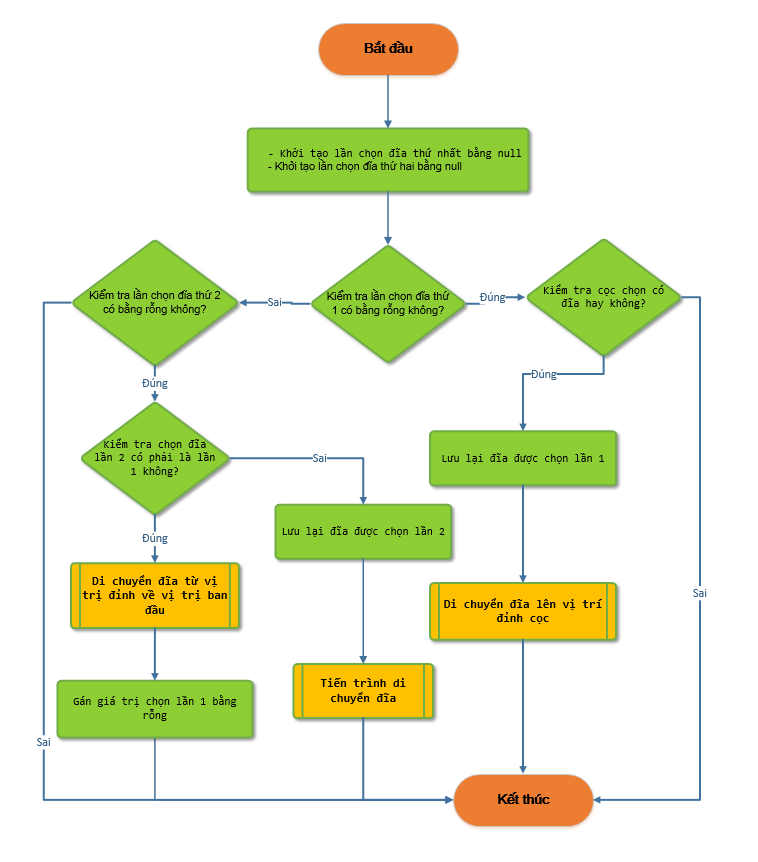 Bắt đầu
- Khởi tạo lần chọn đĩa thứ nhất bằng null
- Khởi tạo lần chọn đĩa thứ hai bằng null
Kiểm tra lần chọn đĩa thứ 2
có bằng rỗng không?
Sai
Kiểm tra lần chọn đĩa thứ
1 có bằng rỗng không?
Đúng
Kiểm tra cọc chọn có
đĩa hay không?
Đúng
Đúng
Kiểm tra chọn đĩa
lần 2 có phải là lần
1 không?
Sai
Lưu lại đĩa được chọn lần 1
Lưu lại đĩa được chọn lần 2
Đúng
Di chuyển đĩa từ vị
trị đỉnh về vị trị ban
đầu
Di chuyển đĩa lên vị trí
đỉnh cọc
Sai
Tiến trình di
chuyển đĩa
Gán giá trị chọn lần 1 bằng
rỗng
Sai
Kết thúc